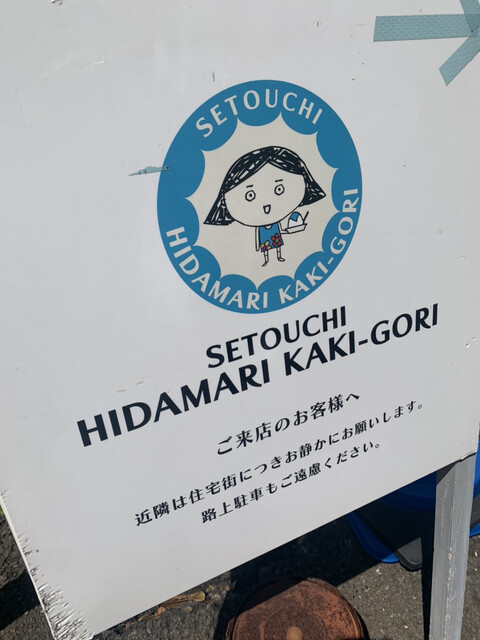 SETOUCHI
HIDAMARI KAKI-GORI
SETOUCHI
HIDAMARI KAKI-GORI
ご来店のお客様へ
近隣は住宅街につきお静かにお願いします。
路上駐車もご遠慮ください。